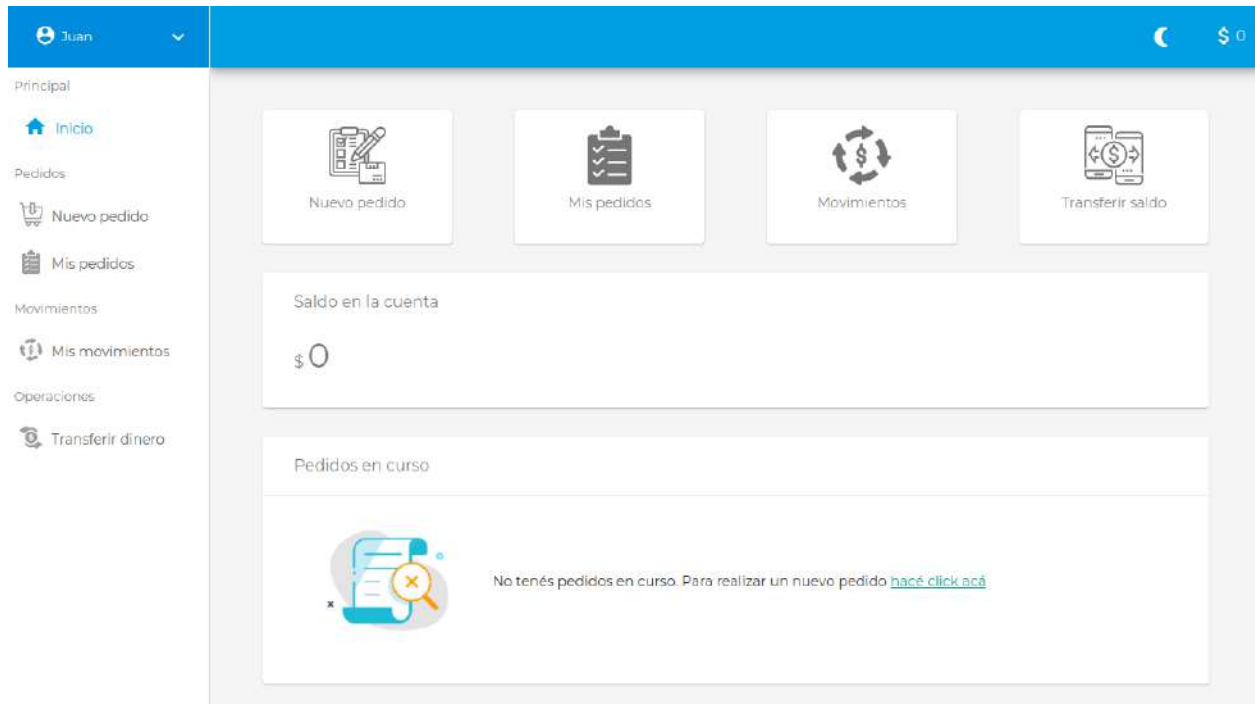 Juan
$ 0
Principal
Inicio
Pedidos
Nuevo pedido
Mis pedidos
Movimientos
Mis movimientos
Operaciones
Transferir dinero
Nuevo pedido
Mis pedidos
Movimientos
Transferir saldo
Saldo en la cuenta
$ 0
Pedidos en curso
No tenés pedidos en curso. Para realizar un nuevo pedido hacé click acá